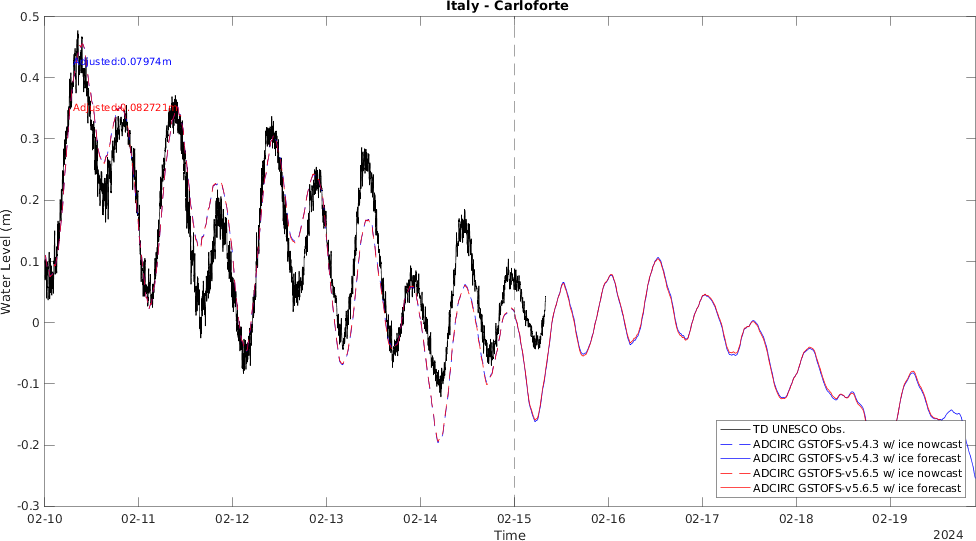 Italy - Carloforte
0.5
0.4
0.3
0.2
0.1
0
-0.1
-0.2
-0.3
Water Level (m)
Adjusted:0.07974m
Adjusted:0.082721m
TD UNESCO Obs.
ADCIRC GSTOFS-v5.4.3 w/ ice nowcast
ADCIRC GSTOFS-v5.4.3 w/ ice forecast
ADCIRC GSTOFS-v5.6.5 w/ ice nowcast
ADCIRC GSTOFS-v5.6.5 w/ ice forecast
02-10 02-11 02-12 02-13 02-14 02-15 02-16 02-17 02-18 02-19
Time
2024